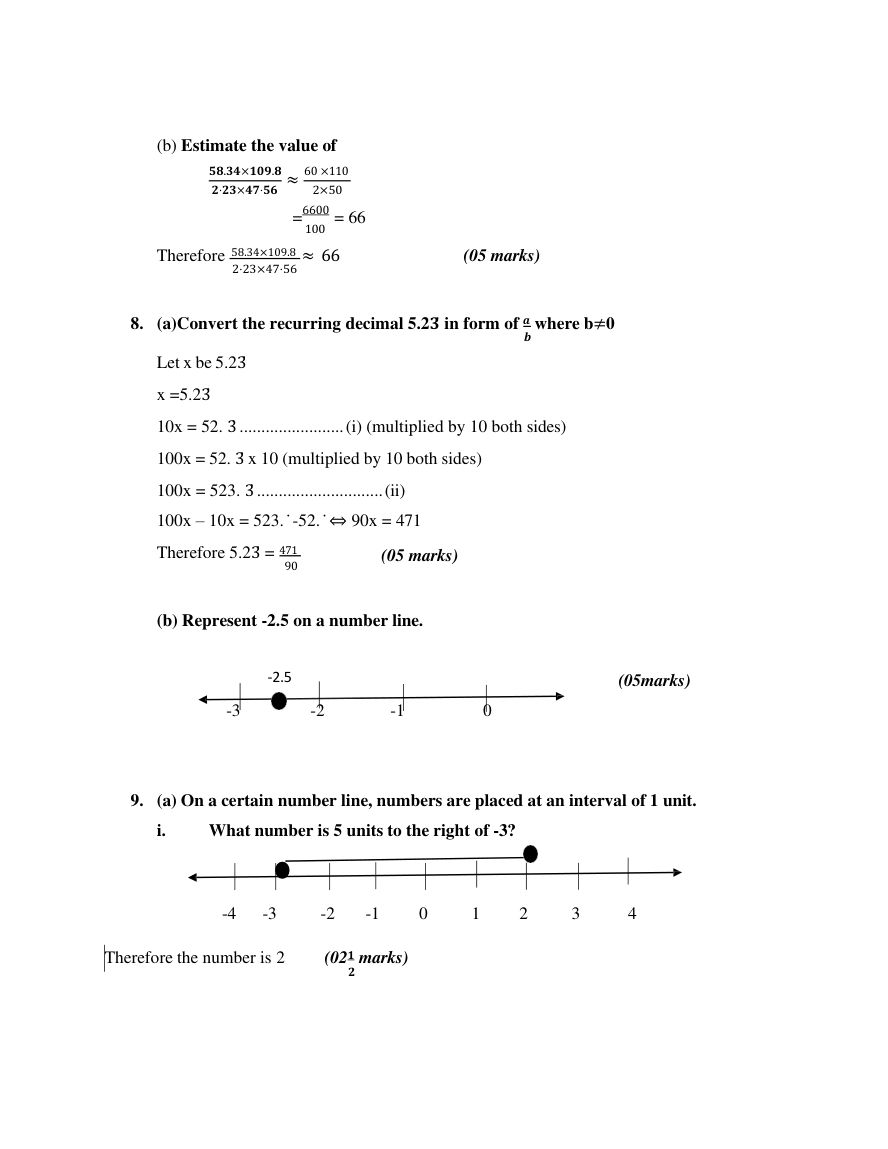 (b) Estimate the value of
58.34×109.8/2·23×47·56 ≈ 60 ×110/2×50
=6600/100 = 66
Therefore 58.34×109.8/2·23×47·56 ≈ 66 (05 marks)
8. (a)Convert the recurring decimal 5.23 in form of a/b where b≠0
Let x be 5.23
x =5.23
10x = 52. 3 ........................ (i) (multiplied by 10 both sides)
100x = 52. 3 x 10 (multiplied by 10 both sides)
100x = 523. 3 ............................. (ii)
100x – 10x = 523.˙-52.˙⇔ 90x = 471
Therefore 5.23 = 471/90 (05 marks)
(b) Represent -2.5 on a number line.
-2.5 (05marks)
-3 -2 -1 0
9. (a) On a certain number line, numbers are placed at an interval of 1 unit.
i. What number is 5 units to the right of -3?
-4 -3 -2 -1 0 1 2 3 4
Therefore the number is 2 (02 1/2 marks)